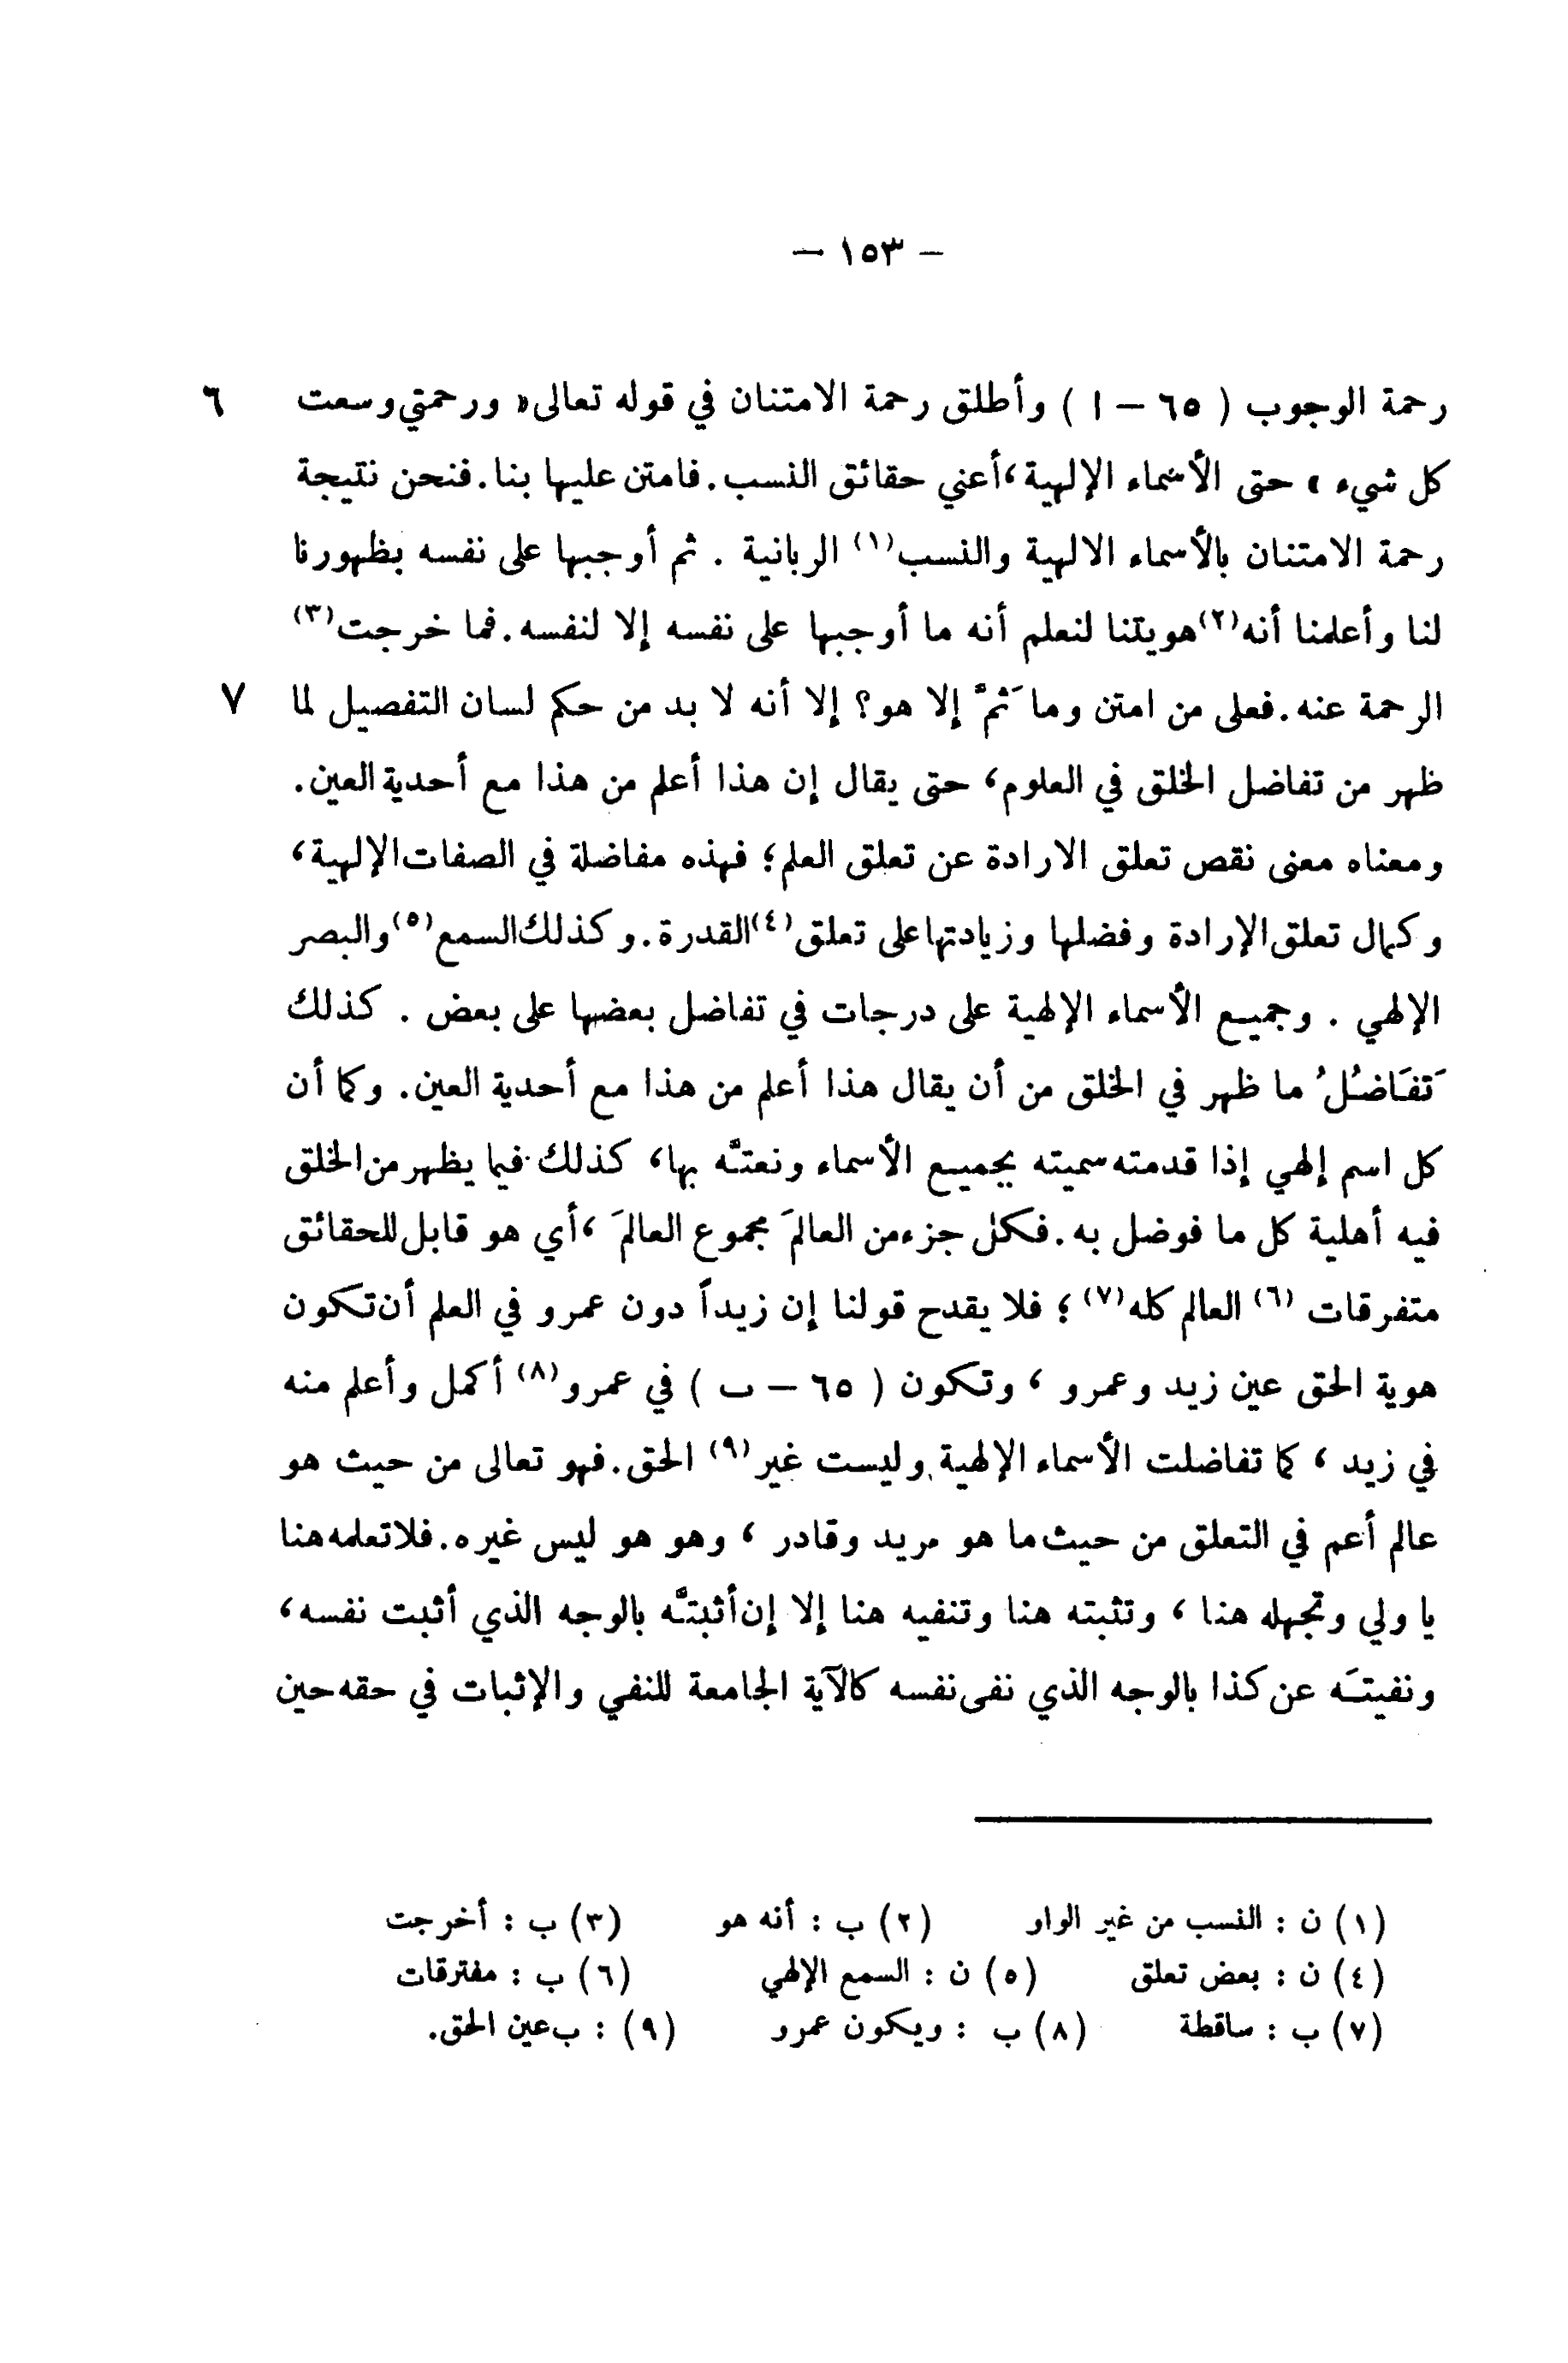 — ١٥٣ —
رحمة الوجوب ( ٦٥ — ا ) وأطلق رحمة الامتنان في قوله تعالى « ورحمتي وسعت ٦
كل شيء » حتى الأسماء الإلهية ، أعني حقائق النسب . فامتن عليها بنا . فنحن نتيجة
رحمة الامتنان بالأسماء الالهية والنسب(١) الربانية . ثم أوجبها على نفسه بظهورنا
لنا وأعلمنا أنه(٢) هويتنا لنعلم أنه ما أوجبها على نفسه إلا لنفسه . فما خرجت(٣)
الرحمة عنه . فعلى من امتن وما ثَمَّ إلا هو؟ إلا أنه لا بد من حكم لسان التفصيل لما ٧
ظهر من تفاضل الخلق في العلوم ، حتى يقال إن هذا أعلم من هذا مع أحدية العين .
ومعناه معنى نقص تعلق الارادة عن تعلق العلم ؛ فهذه مفاضلة في الصفات الإلهية ،
وكمال تعلق الإرادة وفضلها وزيادتها على تعلق(٤) القدرة . وكذلك السمع(٥) والبصر
الإلهي . وجميع الأسماء الإلهية على درجات في تفاضل بعضها على بعض . كذلك
تَفَاضُلُ ما ظهر في الخلق من أن يقال هذا أعلم من هذا مع أحدية العين . وكما أن
كل اسم إلهي إذا قدمته سميته بجميع الأسماء ونعتَّه بها ، كذلك فيما يظهر من الخلق
فيه أهلية كل ما فوضل به . فكل جزء من العالَم مجموع العالَم ، أي هو قابل للحقائق
متفرقات (٦) العالم كله(٧) ؛ فلا يقدح قولنا إن زيداً دون عمرو في العلم أن تكون
هوية الحق عين زيد وعمرو ، وتكون ( ٦٥ — ب ) في عمرو(٨) أكمل وأعلم منه
في زيد ، كما تفاضلت الأسماء الإلهية وليست غير(٩) الحق . فهو تعالى من حيث هو
عالم أعم في التعلق من حيث ما هو مريد وقادر ، وهو هو ليس غيره . فلا تعلمه هنا
يا ولي وتجهله هنا ، وتثبته هنا وتنفيه هنا إلا إن أثبتَّه بالوجه الذي أثبت نفسه ،
ونفيتَه عن كذا بالوجه الذي نفى نفسه كالآية الجامعة للنفي والإثبات في حقه حين
(١) ن : النسب من غير الوار (٢) ب : أنه هو (٣) ب : أخرجت
(٤) ن : بعض تعلق (٥) ن : السمع الإلهي (٦) ب : مفترقات
(٧) ب : ساقطة (٨) ب : ويكون عمرو (٩) : ب عين الحق .